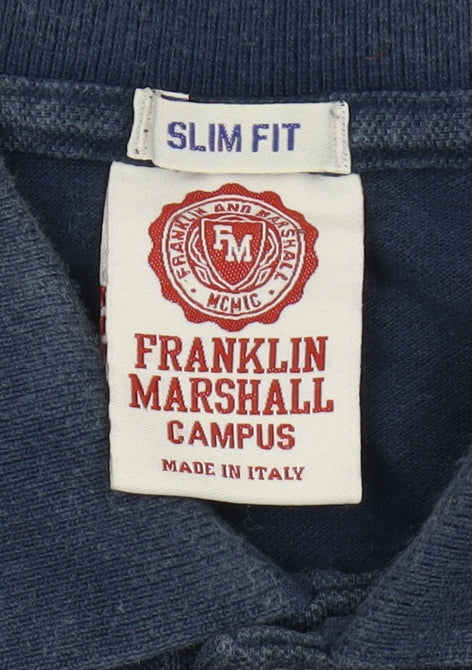 SLIM FIT
FRANKLIN AND MARSHALL
FM
MCMIC
FRANKLIN
MARSHALL
CAMPUS
MADE IN ITALY